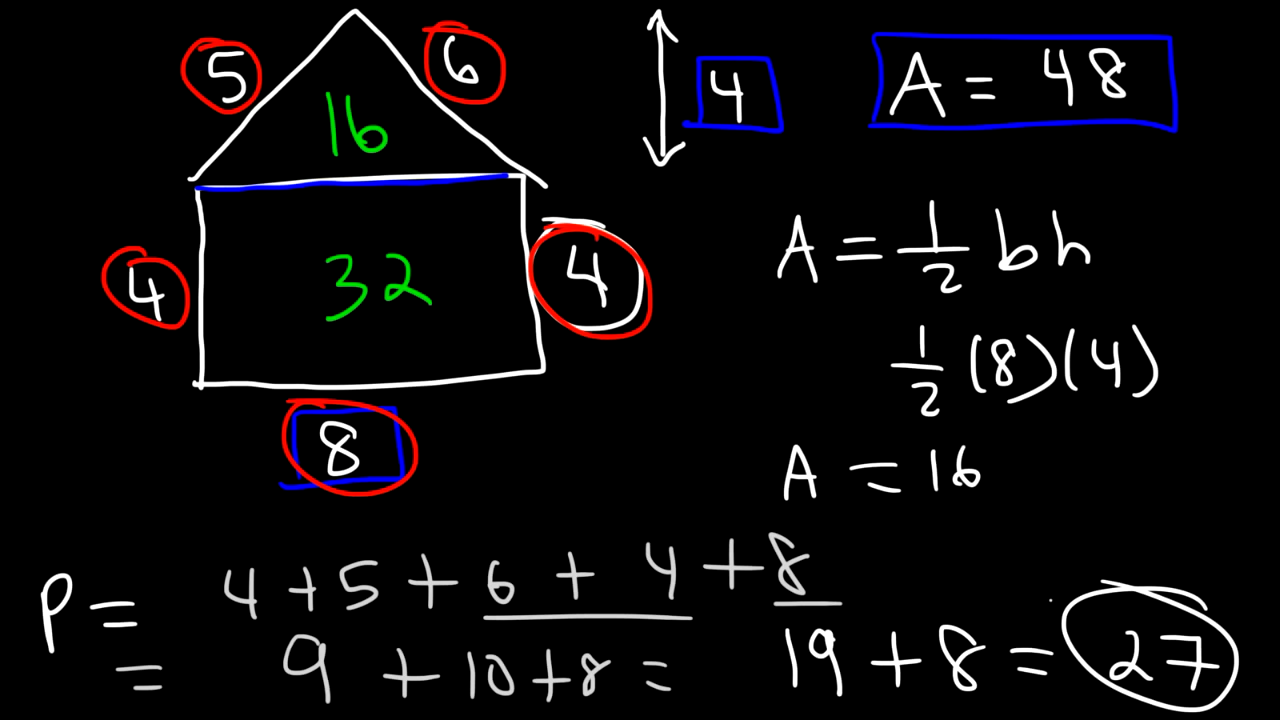 5
6
16
4
A = 48
4
32
4
8
A = 1/2 bh
1/2 (8)(4)
A = 16
P = 4 + 5 + 6 + 4 + 8
= 9 + 10 + 8 = 19 + 8 = 27